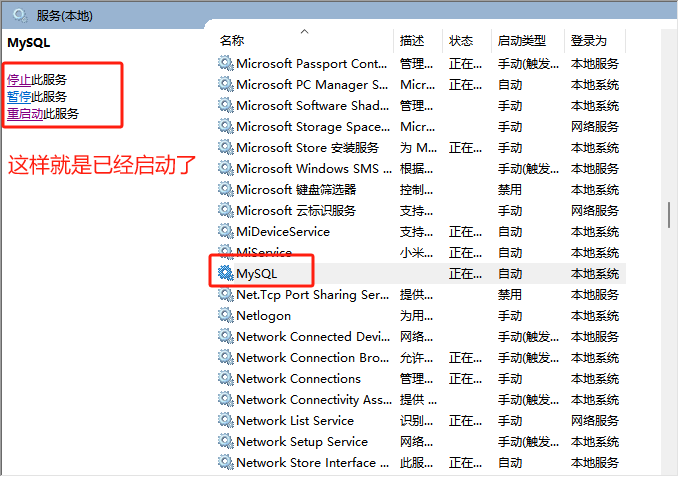 服务(本地)
MySQL
停止此服务
暂停此服务
重启动此服务
这样就是已经启动了
名称 描述 状态 启动类型 登录为
Microsoft Passport Cont... 管理... 正在... 手动(触发... 本地服务
Microsoft PC Manager S... Micr... 正在... 自动 本地系统
Microsoft Software Shad... 管理... 手动 本地系统
Microsoft Storage Space... Micr... 手动 网络服务
Microsoft Store 安装服务 为 M... 正在... 手动 本地系统
Microsoft Windows SMS ... 根据... 手动(触发... 本地服务
Microsoft 键盘筛选器 控制... 禁用 本地系统
Microsoft 云标识服务 支持... 手动 网络服务
MiDeviceService 支持... 正在... 自动 本地系统
MiService 小米... 正在... 自动 本地系统
MySQL 正在... 自动 本地系统
Net.Tcp Port Sharing Ser... 提供... 禁用 本地服务
Netlogon 为用... 手动 本地系统
Network Connected Devi... 网络... 手动(触发... 本地服务
Network Connection Bro... 允许... 正在... 手动(触发... 本地系统
Network Connections 管理... 正在... 手动 本地系统
Network Connectivity Ass... 提供 ... 手动(触发... 本地系统
Network List Service 识别... 正在... 手动 网络服务
Network Setup Service 网络... 手动(触发... 本地系统
Network Store Interface ... 此服... 正在... 自动 本地服务